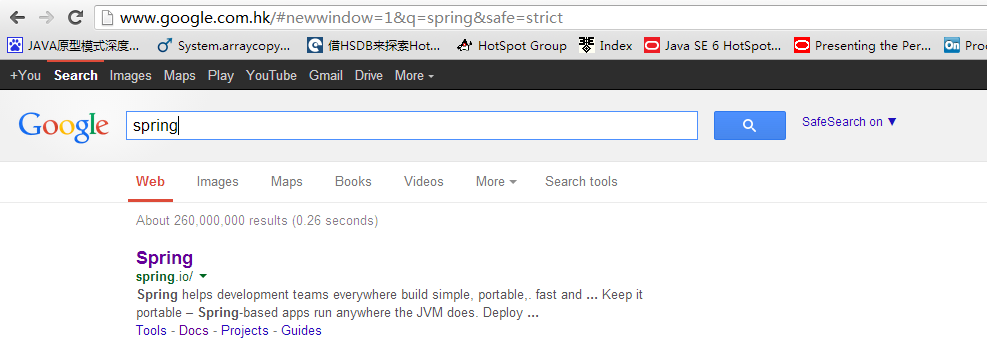 www.google.com.hk/#newwindow=1&q=spring&safe=strict
JAVA原型模式深度... System.arraycopy... 借HSDB来探索Hot... HotSpot Group Index Java SE 6 HotSpot... Presenting the Per... On Pro
+You Search Images Maps Play YouTube Gmail Drive More
Google spring SafeSearch on ▼
Web Images Maps Books Videos More Search tools
About 260,000,000 results (0.26 seconds)
Spring
spring.io/
Spring helps development teams everywhere build simple, portable,. fast and ... Keep it
portable – Spring-based apps run anywhere the JVM does. Deploy ...
Tools - Docs - Projects - Guides